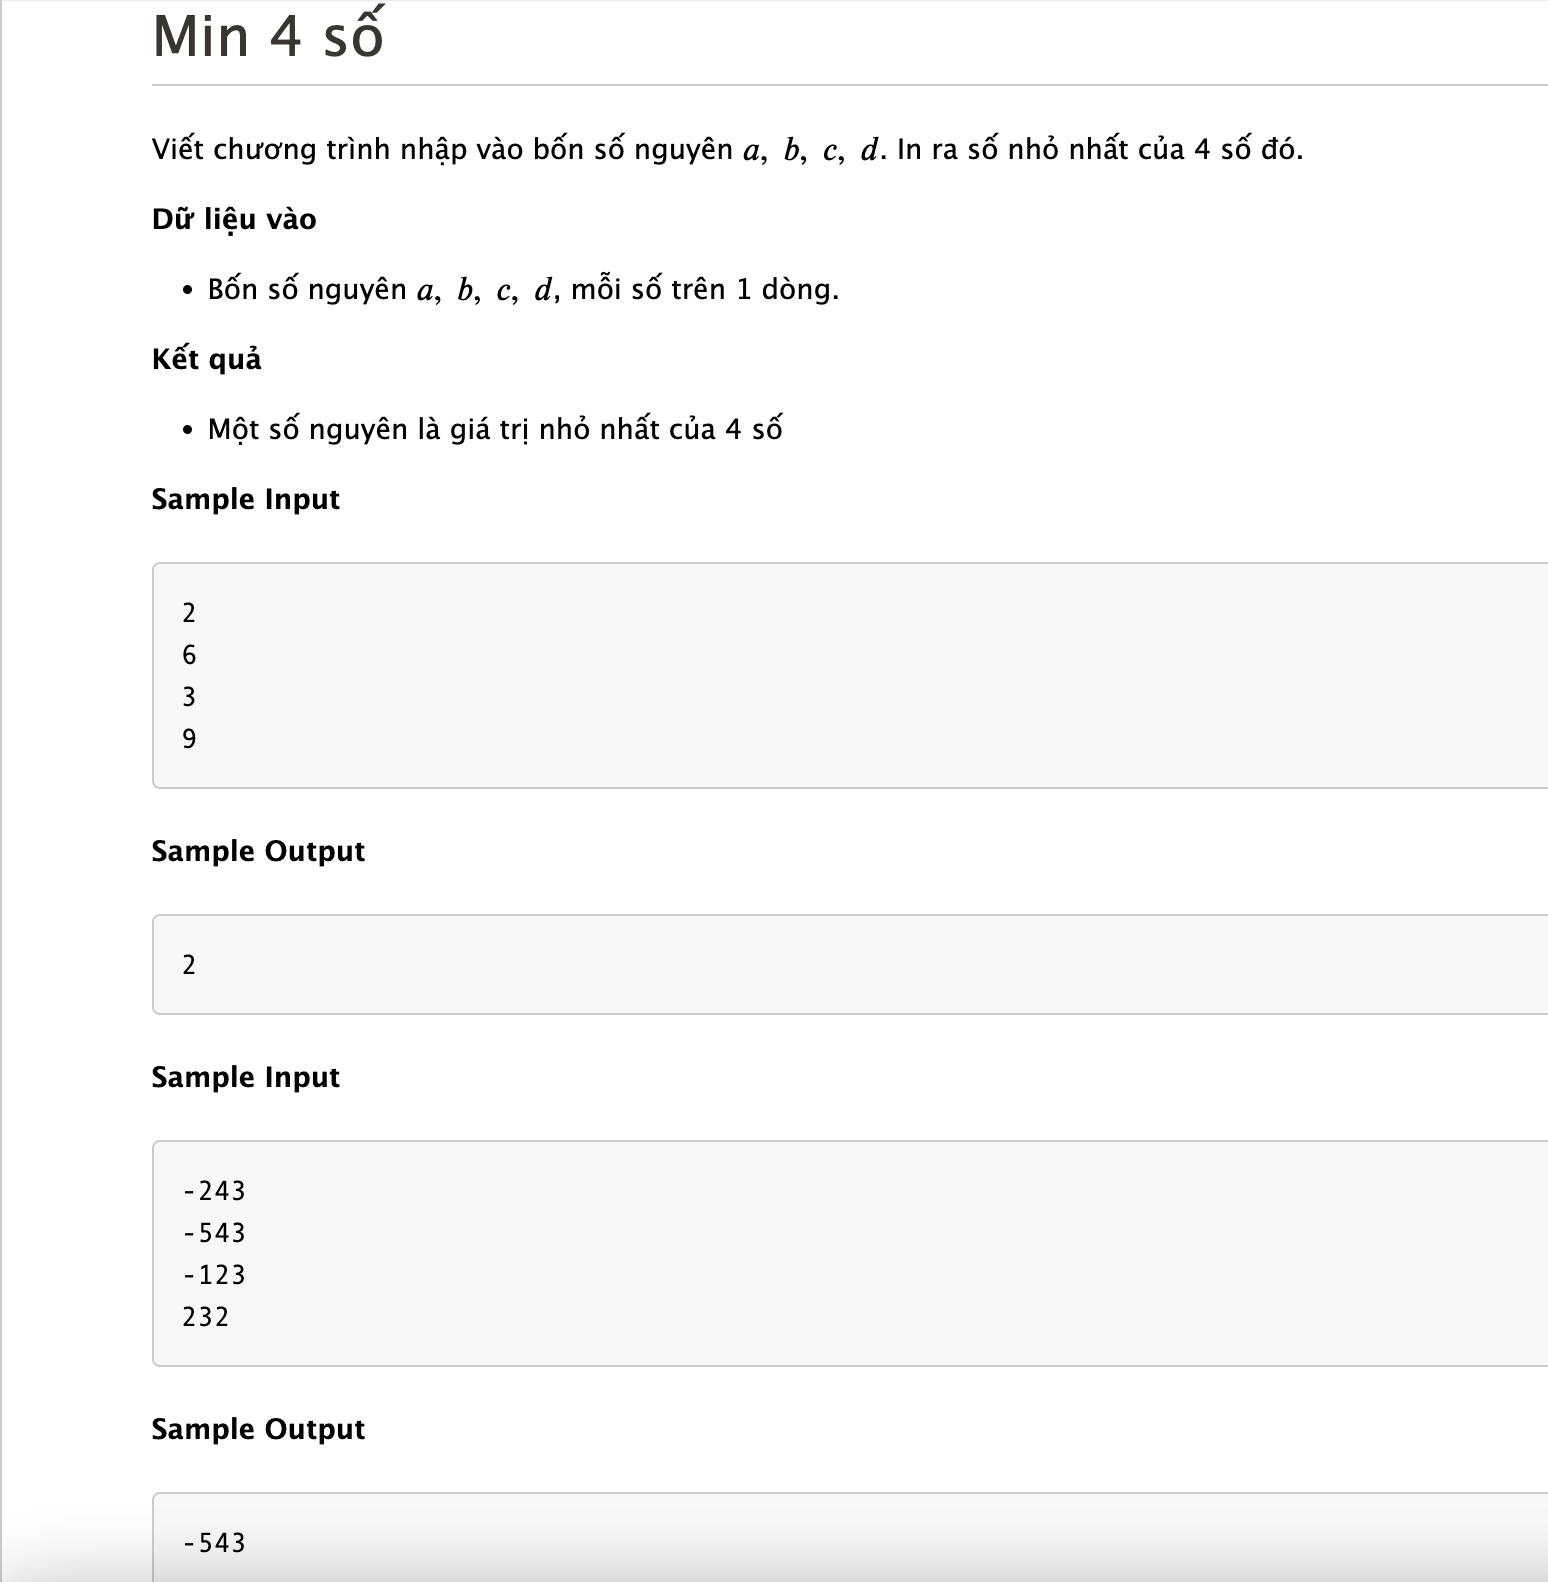 Min 4 số
Viết chương trình nhập vào bốn số nguyên a, b, c, d. In ra số nhỏ nhất của 4 số đó.
Dữ liệu vào
• Bốn số nguyên a, b, c, d, mỗi số trên 1 dòng.
Kết quả
• Một số nguyên là giá trị nhỏ nhất của 4 số
Sample Input
2
6
3
9
Sample Output
2
Sample Input
-243
-543
-123
232
Sample Output
-543